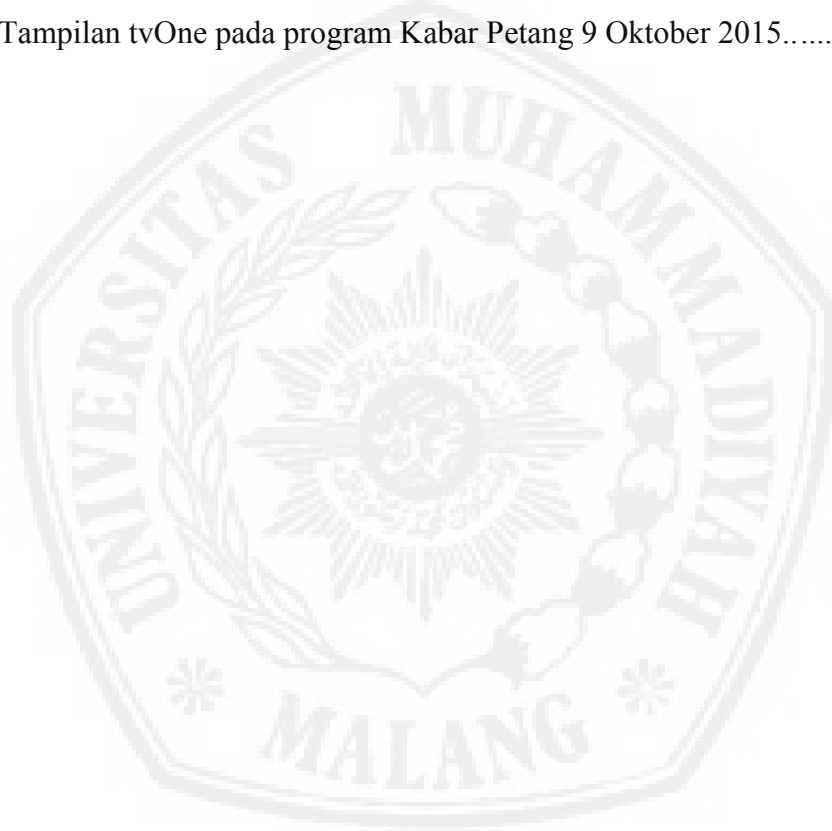 Tampilan tvOne pada program Kabar Petang 9 Oktober 2015.......
UNIVERSITAS MUHAMMADIYAH
* MALANG *